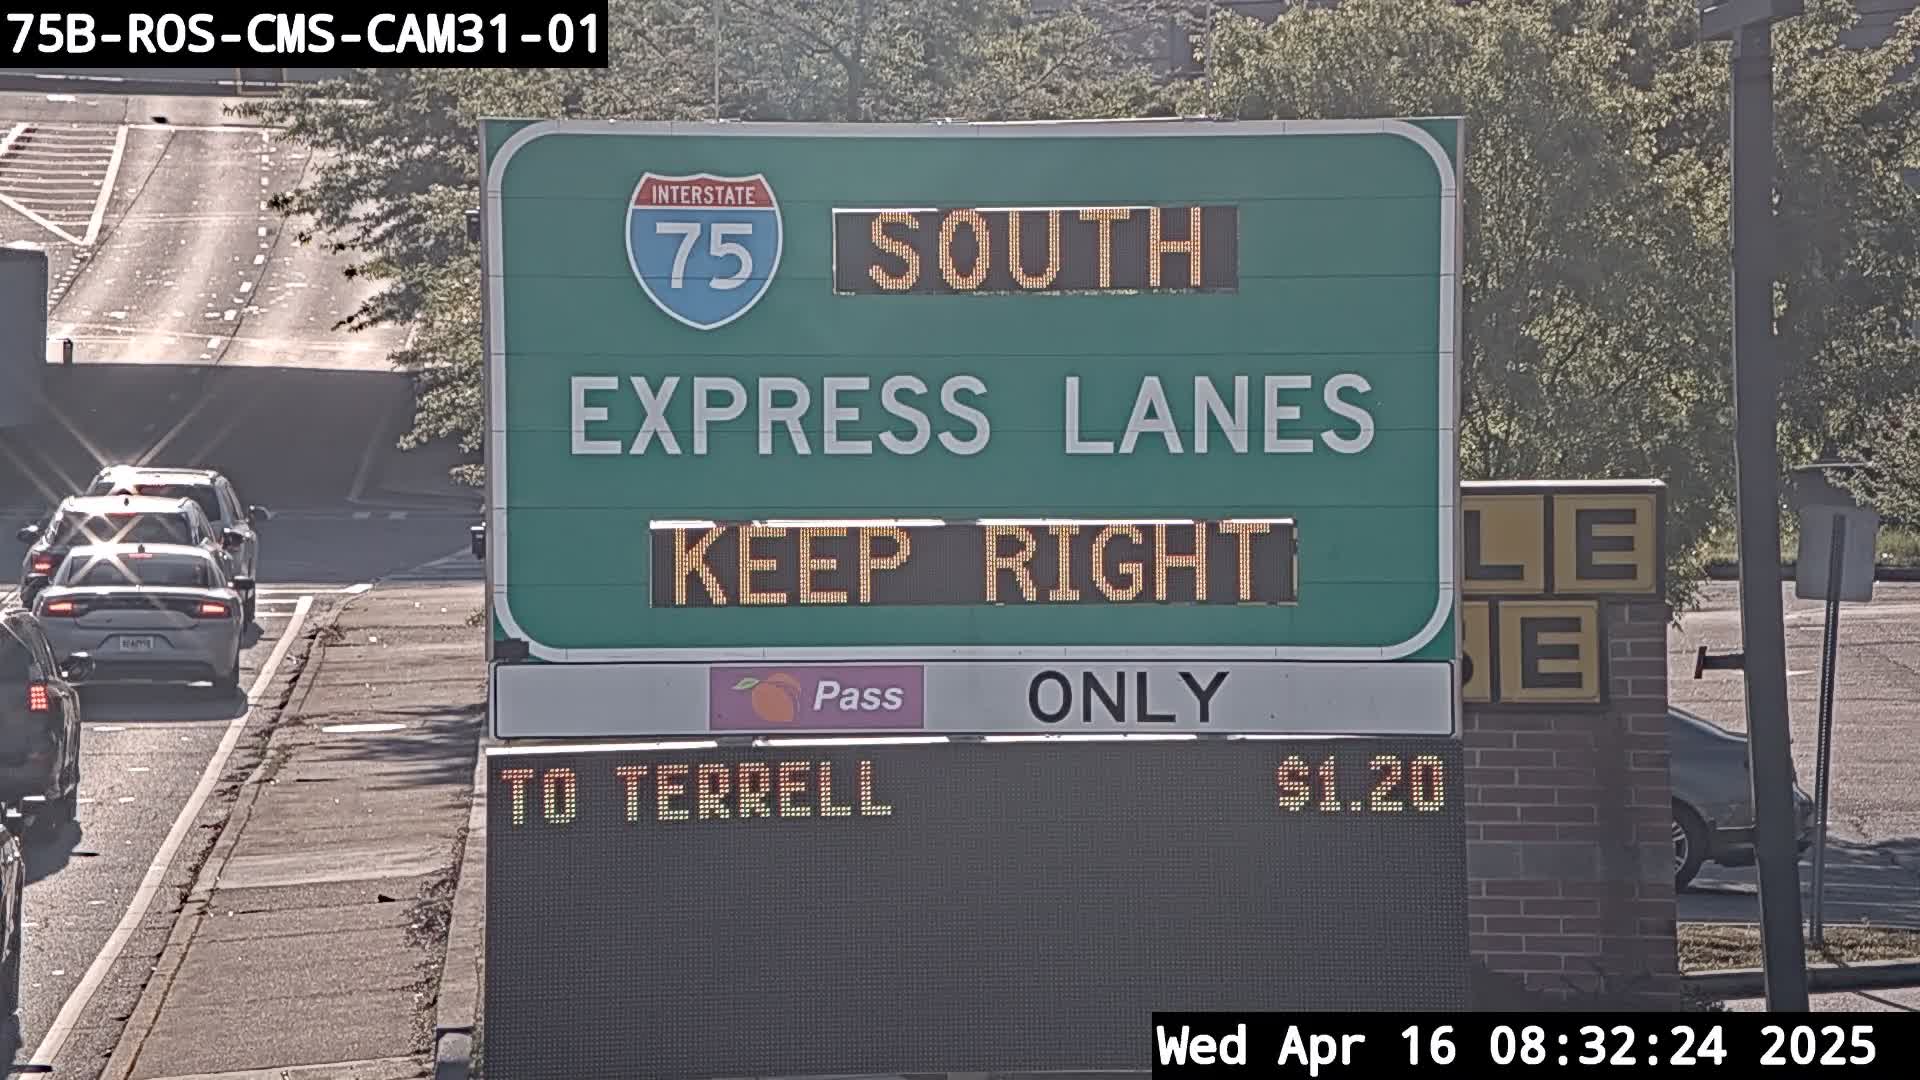 75B-ROS-CMS-CAM31-01
INTERSTATE
75
SOUTH
EXPRESS LANES
KEEP RIGHT
LE
E
Pass ONLY
TO TERRELL $1.20
Wed Apr 16 08:32:24 2025